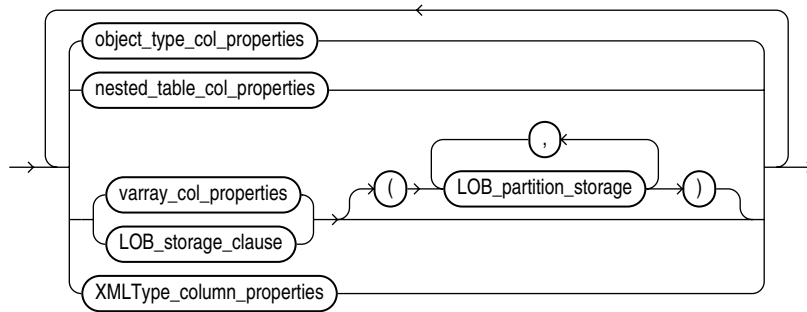 object_type_col_properties
nested_table_col_properties
,
varray_col_properties ( LOB_partition_storage )
LOB_storage_clause
XMLType_column_properties